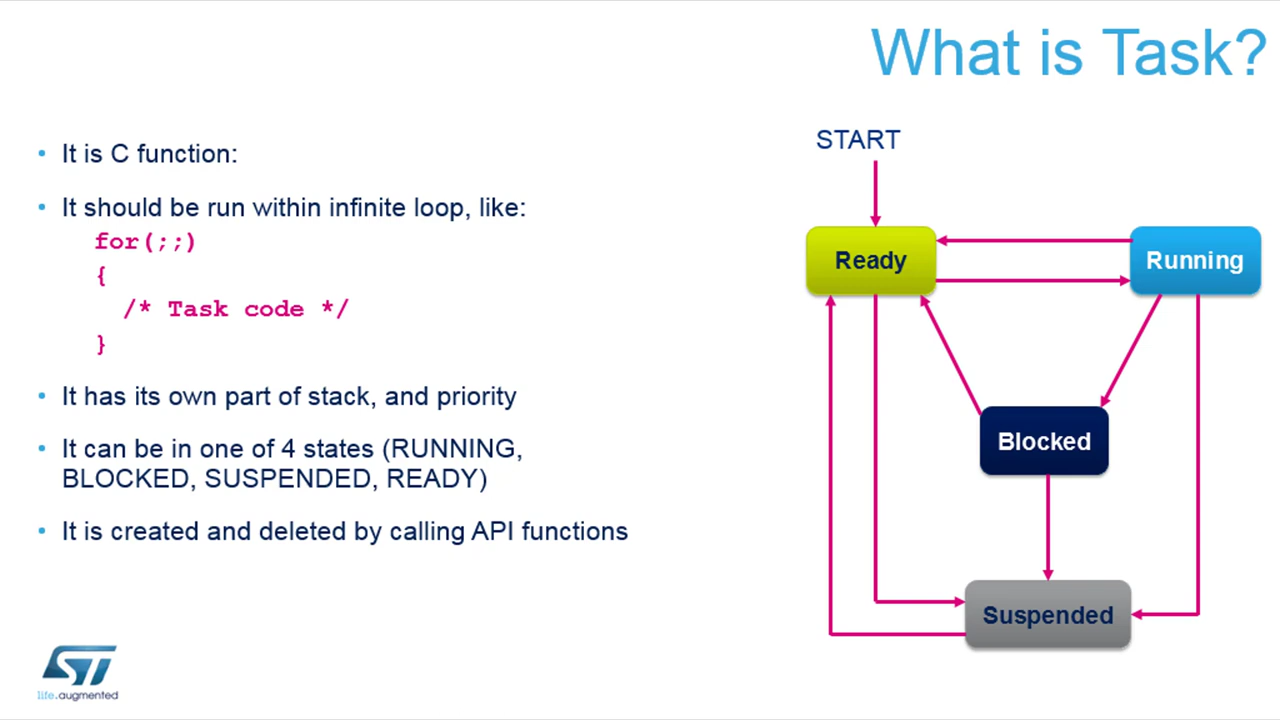 What is Task?
It is C function:
It should be run within infinite loop, like:
for(;;)
{
/* Task code */
}
It has its own part of stack, and priority
It can be in one of 4 states (RUNNING,
BLOCKED, SUSPENDED, READY)
It is created and deleted by calling API functions
START
Ready
Running
Blocked
Suspended
ST
life.augmented